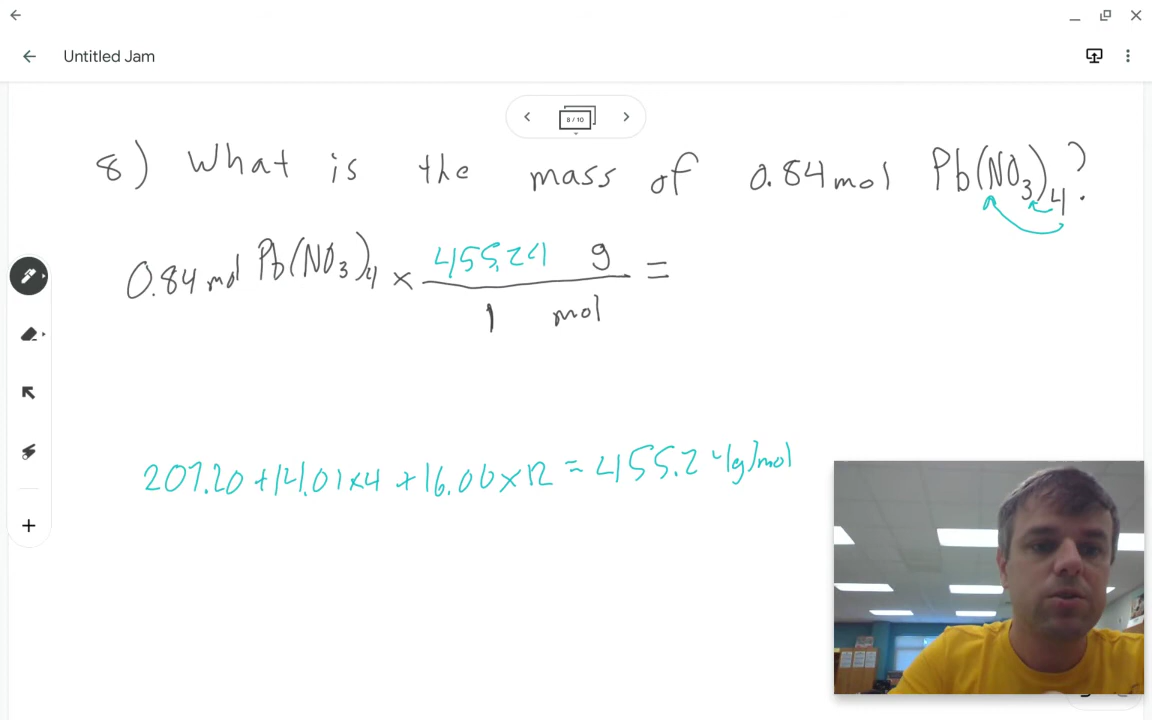 Untitled Jam
8 / 10
8) What is the mass of 0.84 mol Pb(NO₃)₄?
0.84 mol Pb(NO₃)₄ × 455.24 g =
1 mol
207.20 + 14.01×4 + 16.00×12 = 455.24g/mol